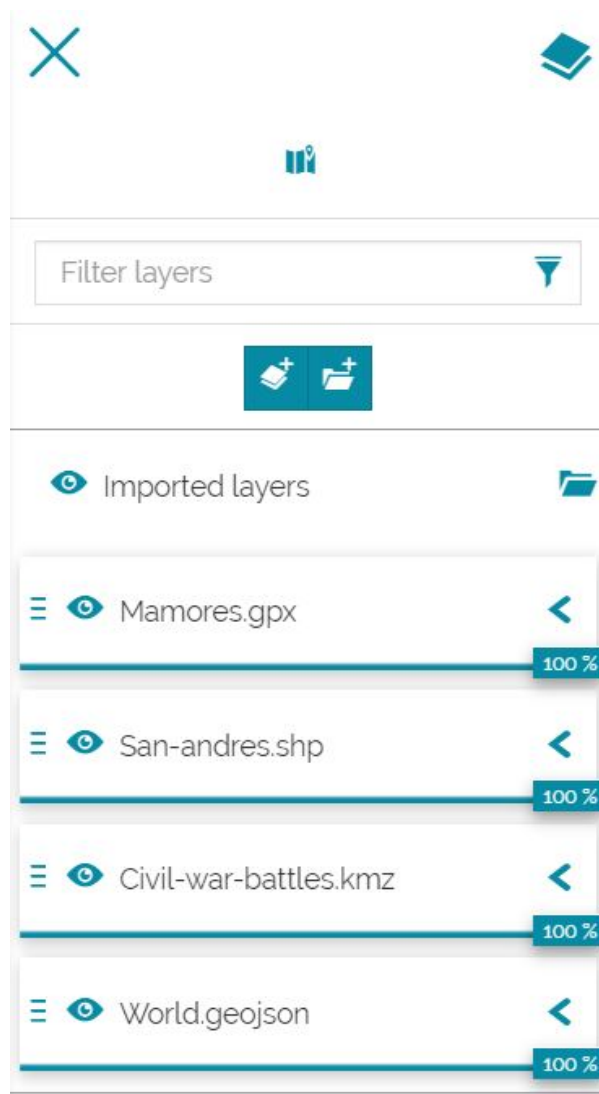 Filter layers
Imported layers
Mamores.gpx
100 %
San-andres.shp
100 %
Civil-war-battles.kmz
100 %
World.geojson
100 %